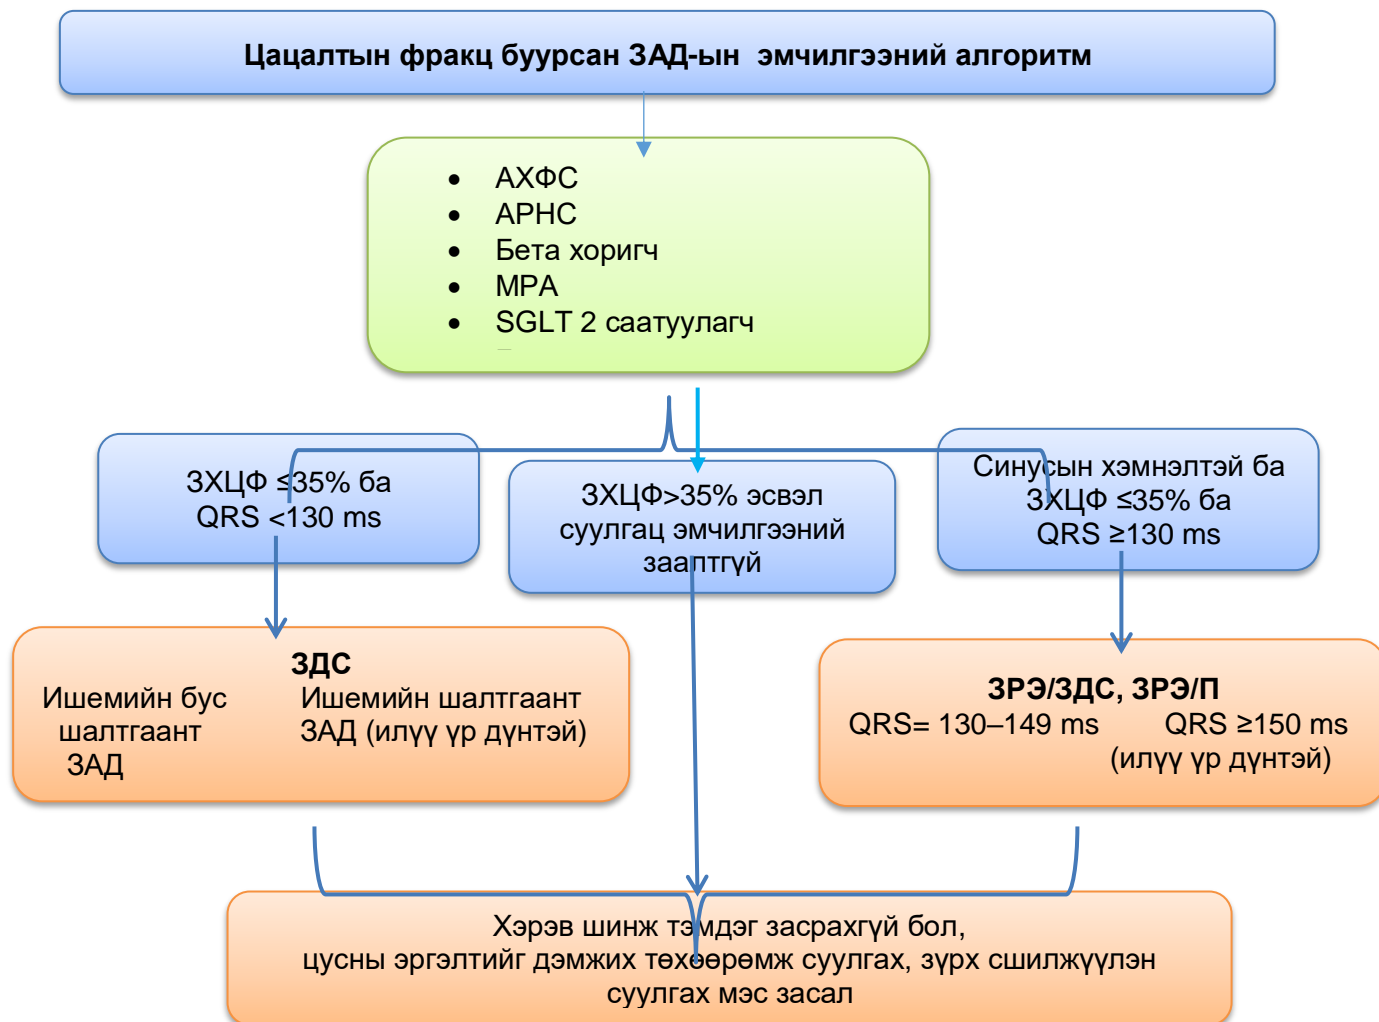 Цацалтын фракц буурсан ЗАД-ын эмчилгээний алгоритм
• АХФС
• АРНС
• Бета хоригч
• МРА
• SGLT 2 саатуулагч
ЗХЦФ ≤35% ба
QRS <130 ms
ЗХЦФ>35% эсвэл
суулгац эмчилгээний
заалтгүй
Синусын хэмнэлтэй ба
ЗХЦФ ≤35% ба
QRS ≥130 ms
ЗДС
Ишемийн бус Ишемийн шалтгаант
шалтгаант ЗАД (илүү үр дүнтэй)
ЗАД
ЗРЭ/ЗДС, ЗРЭ/П
QRS= 130–149 ms QRS ≥150 ms
(илүү үр дүнтэй)
Хэрэв шинж тэмдэг засрахгүй бол,
цусны эргэлтийг дэмжих төхөөрөмж суулгах, зүрх сшилжүүлэн
суулгах мэс засал